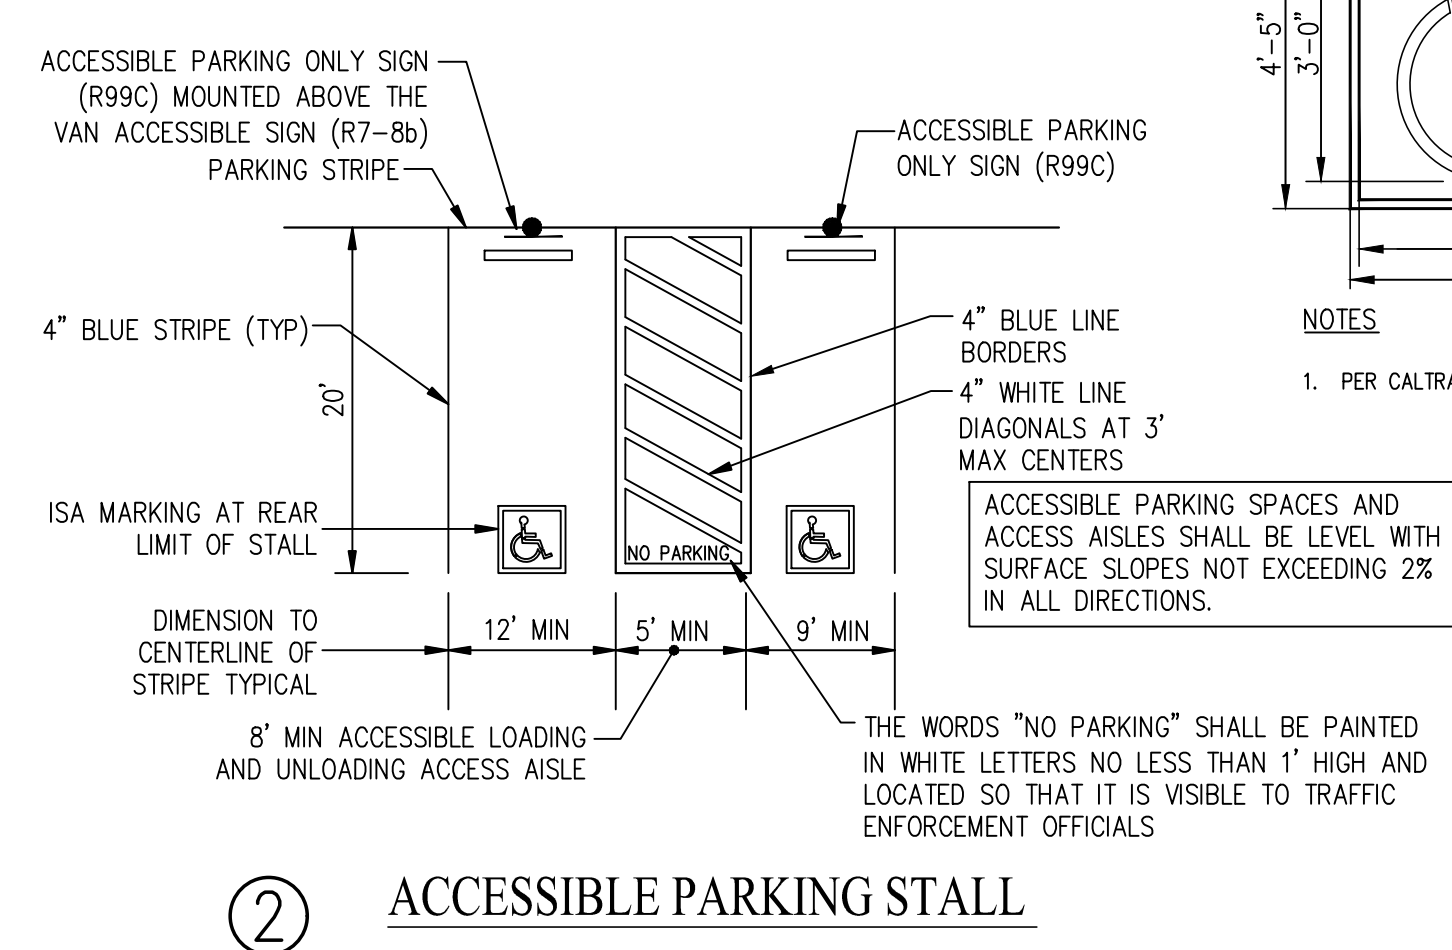 ACCESSIBLE PARKING ONLY SIGN
(R99C) MOUNTED ABOVE THE
VAN ACCESSIBLE SIGN (R7-8b)
PARKING STRIPE
ACCESSIBLE PARKING
ONLY SIGN (R99C)
4'-5"
3'-0"
4" BLUE STRIPE (TYP)
20'
4" BLUE LINE
BORDERS
4" WHITE LINE
DIAGONALS AT 3'
MAX CENTERS
NOTES
1. PER
ISA MARKING AT REAR
LIMIT OF STALL
NO PARKING
ACCESSIBLE PARKING SPACES AND
ACCESS AISLES SHALL BE LEVEL WITH
SURFACE SLOPES NOT EXCEEDING 2%
IN ALL DIRECTIONS.
DIMENSION TO
CENTERLINE OF
STRIPE TYPICAL
12' MIN
5' MIN
9' MIN
8' MIN ACCESSIBLE LOADING
AND UNLOADING ACCESS AISLE
THE WORDS "NO PARKING" SHALL BE PAINTED
IN WHITE LETTERS NO LESS THAN 1' HIGH AND
LOCATED SO THAT IT IS VISIBLE TO TRAFFIC
ENFORCEMENT OFFICIALS
2
ACCESSIBLE PARKING STALL